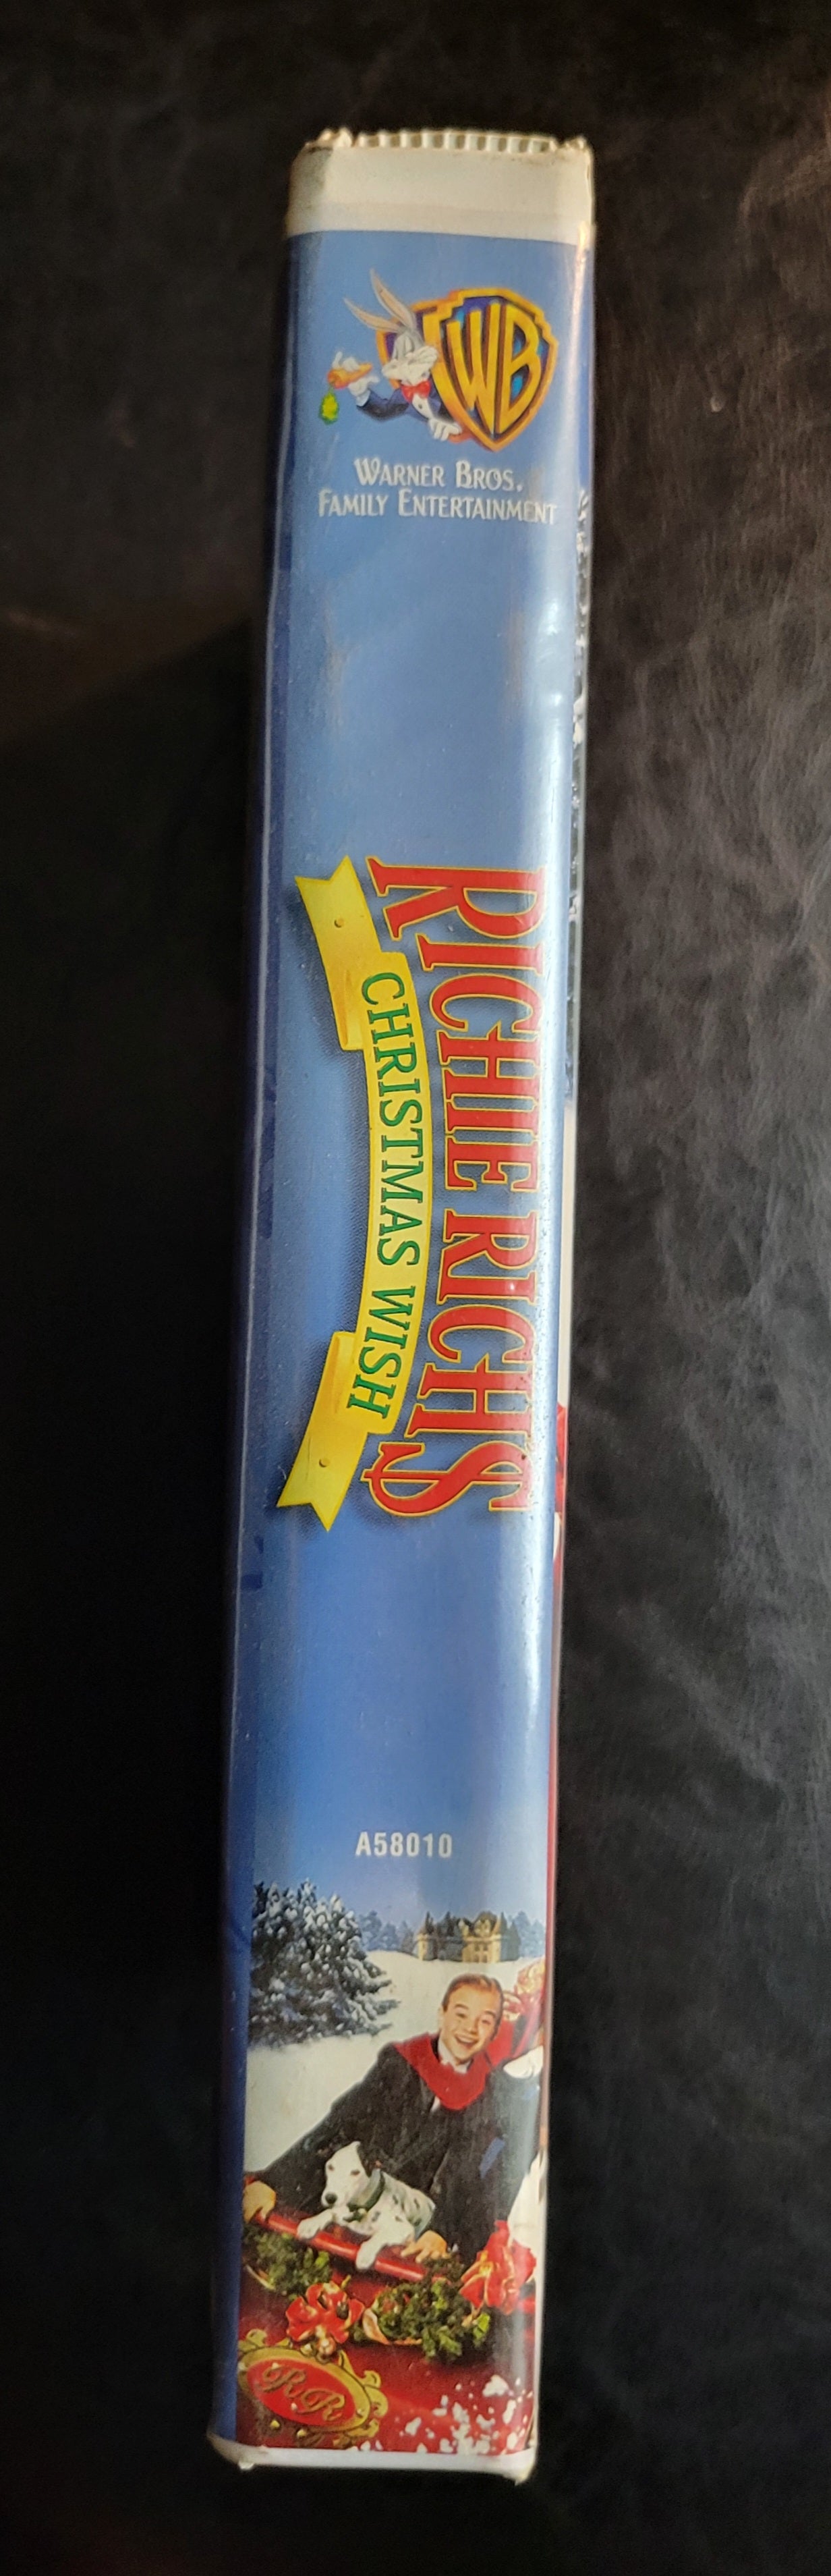 WB
WARNER BROS.
FAMILY ENTERTAINMENT
RICHIE RICH$
CHRISTMAS WISH
A58010
RR